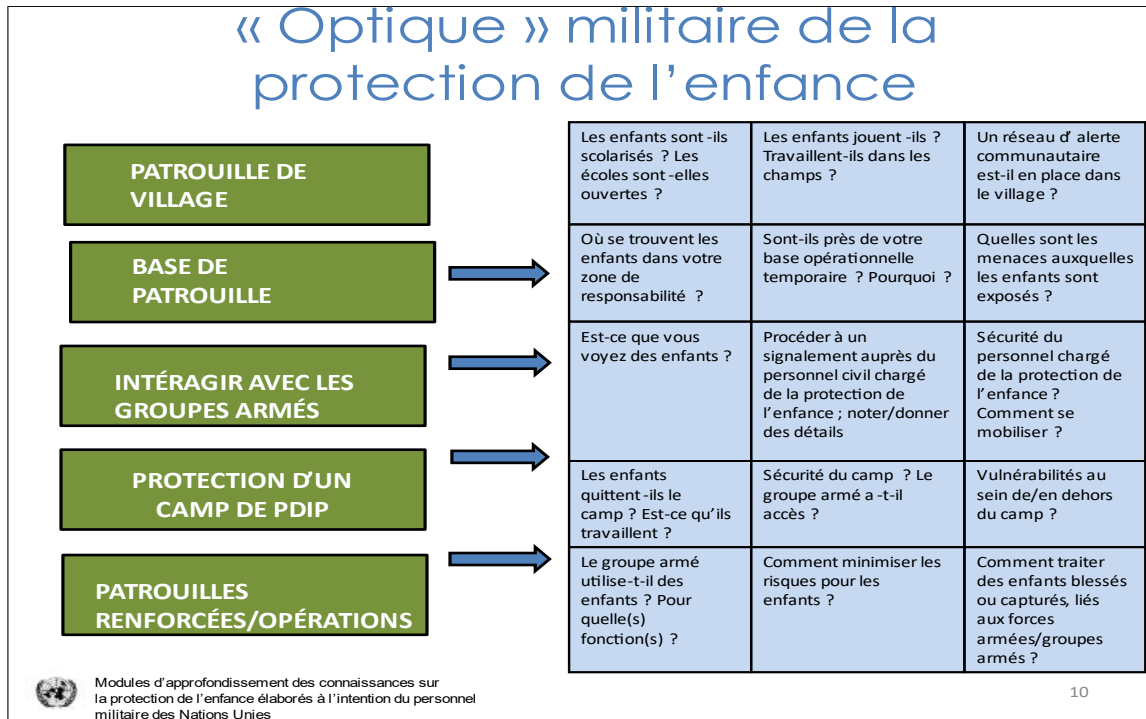 « Optique » militaire de la
protection de l’enfance
PATROUILLE DE
VILLAGE
BASE DE
PATROUILLE
INTÉRAGIR AVEC LES
GROUPES ARMÉS
PROTECTION D’UN
CAMP DE PDIP
PATROUILLES
RENFORCÉES/OPÉRATIONS
Les enfants sont -ils
scolarisés ? Les
écoles sont -elles
ouvertes ?
Les enfants jouent -ils ?
Travaillent-ils dans les
champs ?
Un réseau d’ alerte
communautaire
est-il en place dans
le village ?
Où se trouvent les
enfants dans votre
zone de
responsabilité ?
Sont-ils près de votre
base opérationnelle
temporaire ? Pourquoi ?
Quelles sont les
menaces auxquelles
les enfants sont
exposés ?
Est-ce que vous
voyez des enfants ?
Procéder à un
signalement auprès du
personnel civil chargé
de la protection de
l’enfance ; noter/donner
des détails
Sécurité du
personnel chargé
de la protection de
l’enfance ?
Comment se
mobiliser ?
Les enfants
quittent -ils le
camp ? Est-ce qu’ils
travaillent ?
Sécurité du camp ? Le
groupe armé a -t-il
accès ?
Vulnérabilités au
sein de/en dehors
du camp ?
Le groupe armé
utilise-t-il des
enfants ? Pour
quelle(s)
fonction(s) ?
Comment minimiser les
risques pour les
enfants ?
Comment traiter
des enfants blessés
ou capturés, liés
aux forces
armées/groupes
armés ?
Modules d’approfondissement des connaissances sur
la protection de l’enfance élaborés à l’intention du personnel
militaire des Nations Unies
10